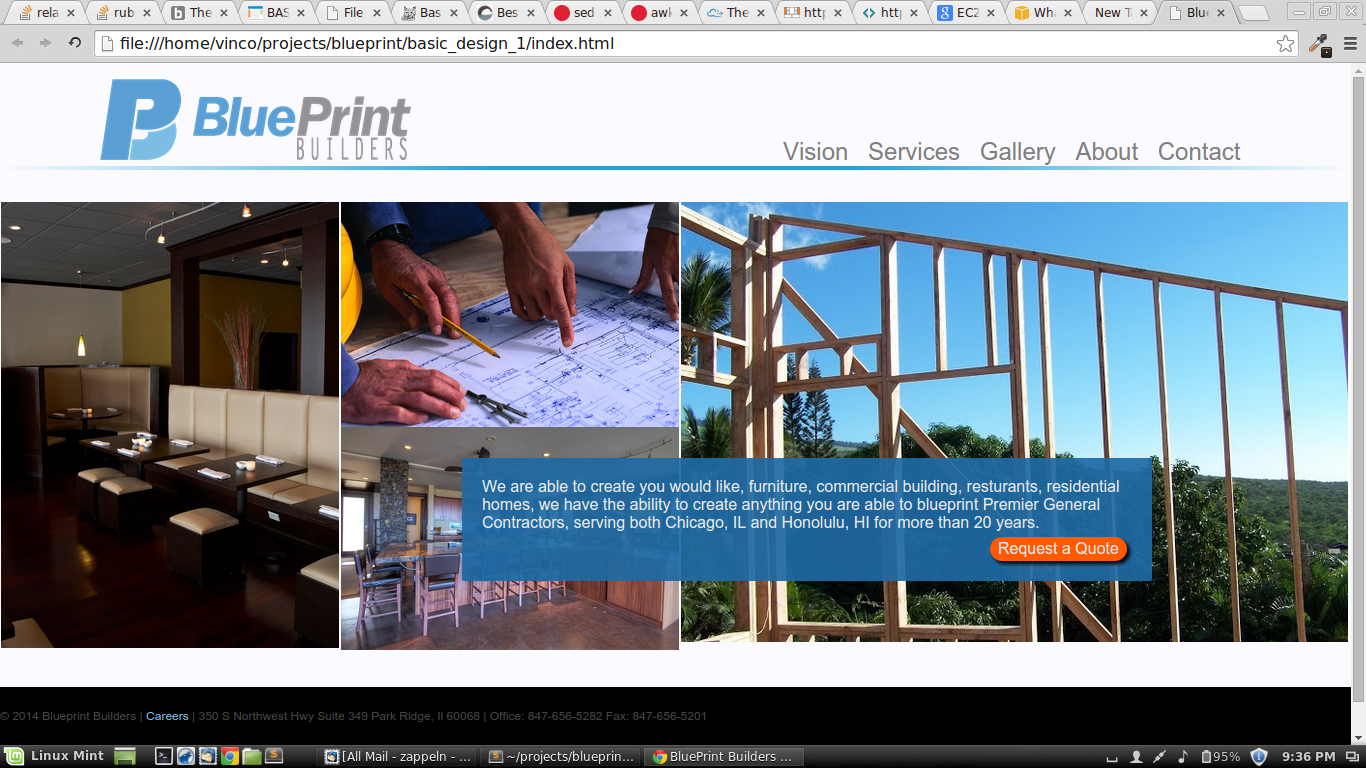 rela
rub
The
BAS
File
Bas
Bes
sed
awk
The
http
http
EC2
Wha
New T
Blue
file:///home/vinco/projects/blueprint/basic_design_1/index.html
BluePrint
BUILDERS
Vision Services Gallery About Contact
We are able to create you would like, furniture, commercial building, resturants, residential
homes, we have the ability to create anything you are able to blueprint Premier General
Contractors, serving both Chicago, IL and Honolulu, HI for more than 20 years.
Request a Quote
© 2014 Blueprint Builders | Careers | 350 S Northwest Hwy Suite 349 Park Ridge, Il 60068 | Office: 847-656-5282 Fax: 847-656-5201
Linux Mint
[All Mail - zappeln - ...
~/projects/blueprin...
BluePrint Builders ...
95%
9:36 PM